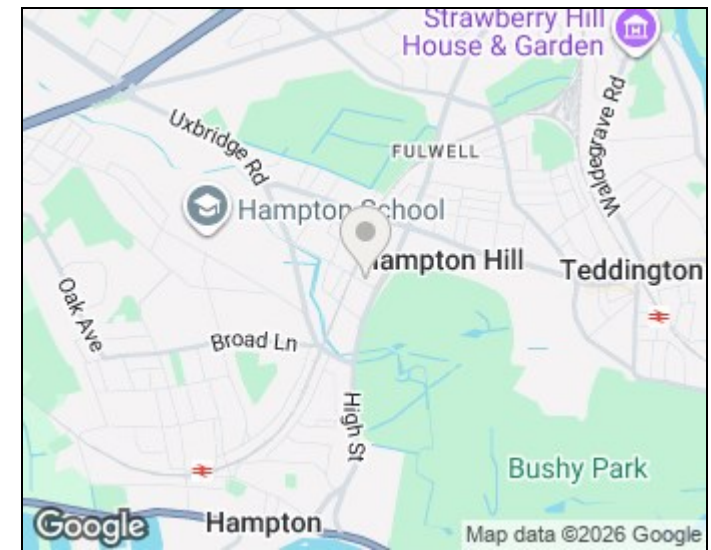 Strawberry Hill
House & Garden
Uxbridge Rd
FULWELL
Waldegrave Rd
Hampton School
Hampton Hill
Teddington
Oak Ave
Broad Ln
High St
Bushy Park
Hampton
Google
Map data ©2026 Google